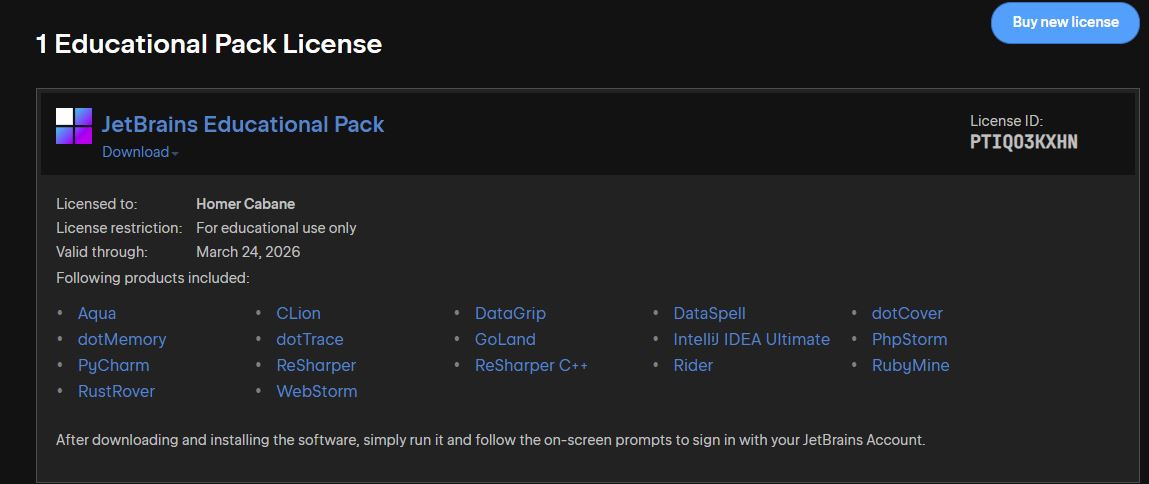 Buy new license
1 Educational Pack License
JetBrains Educational Pack
Download
License ID:
PTIQO3KXHN
Licensed to: Homer Cabane
License restriction: For educational use only
Valid through: March 24, 2026
Following products included:
• Aqua • CLion • DataGrip • DataSpell • dotCover
• dotMemory • dotTrace • GoLand • IntelliJ IDEA Ultimate • PhpStorm
• PyCharm • ReSharper • ReSharper C++ • Rider • RubyMine
• RustRover • WebStorm
After downloading and installing the software, simply run it and follow the on-screen prompts to sign in with your JetBrains Account.